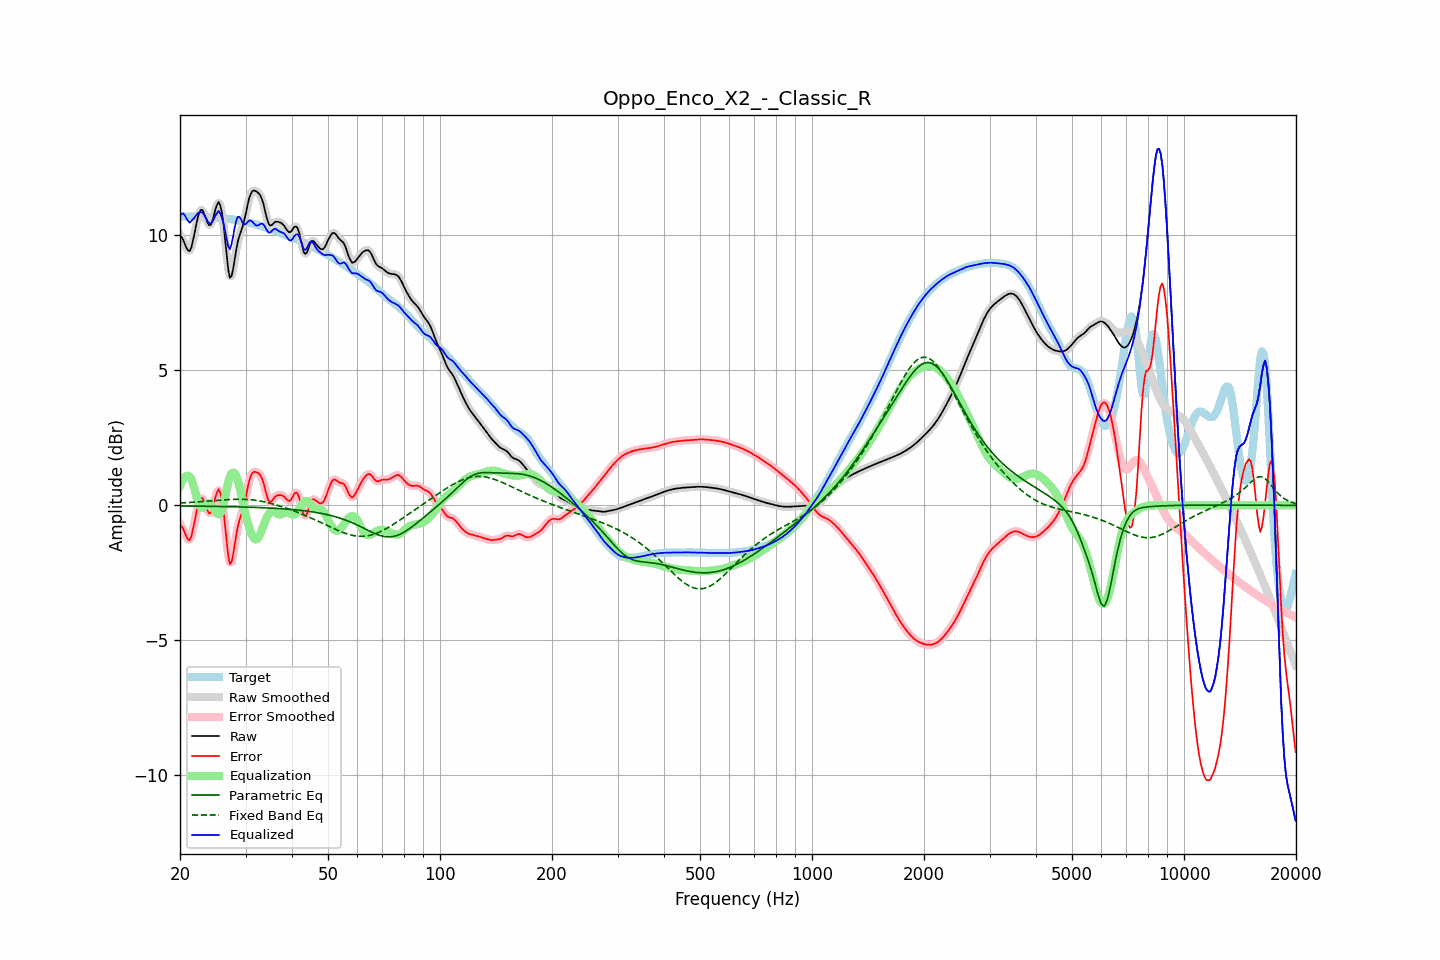 Oppo_Enco_X2_-_Classic_R
Amplitude (dBr)
10
5
0
−5
−10
Target
Raw Smoothed
Error Smoothed
Raw
Error
Equalization
Parametric Eq
Fixed Band Eq
Equalized
20 50 100 200 500 1000 2000 5000 10000 20000
Frequency (Hz)